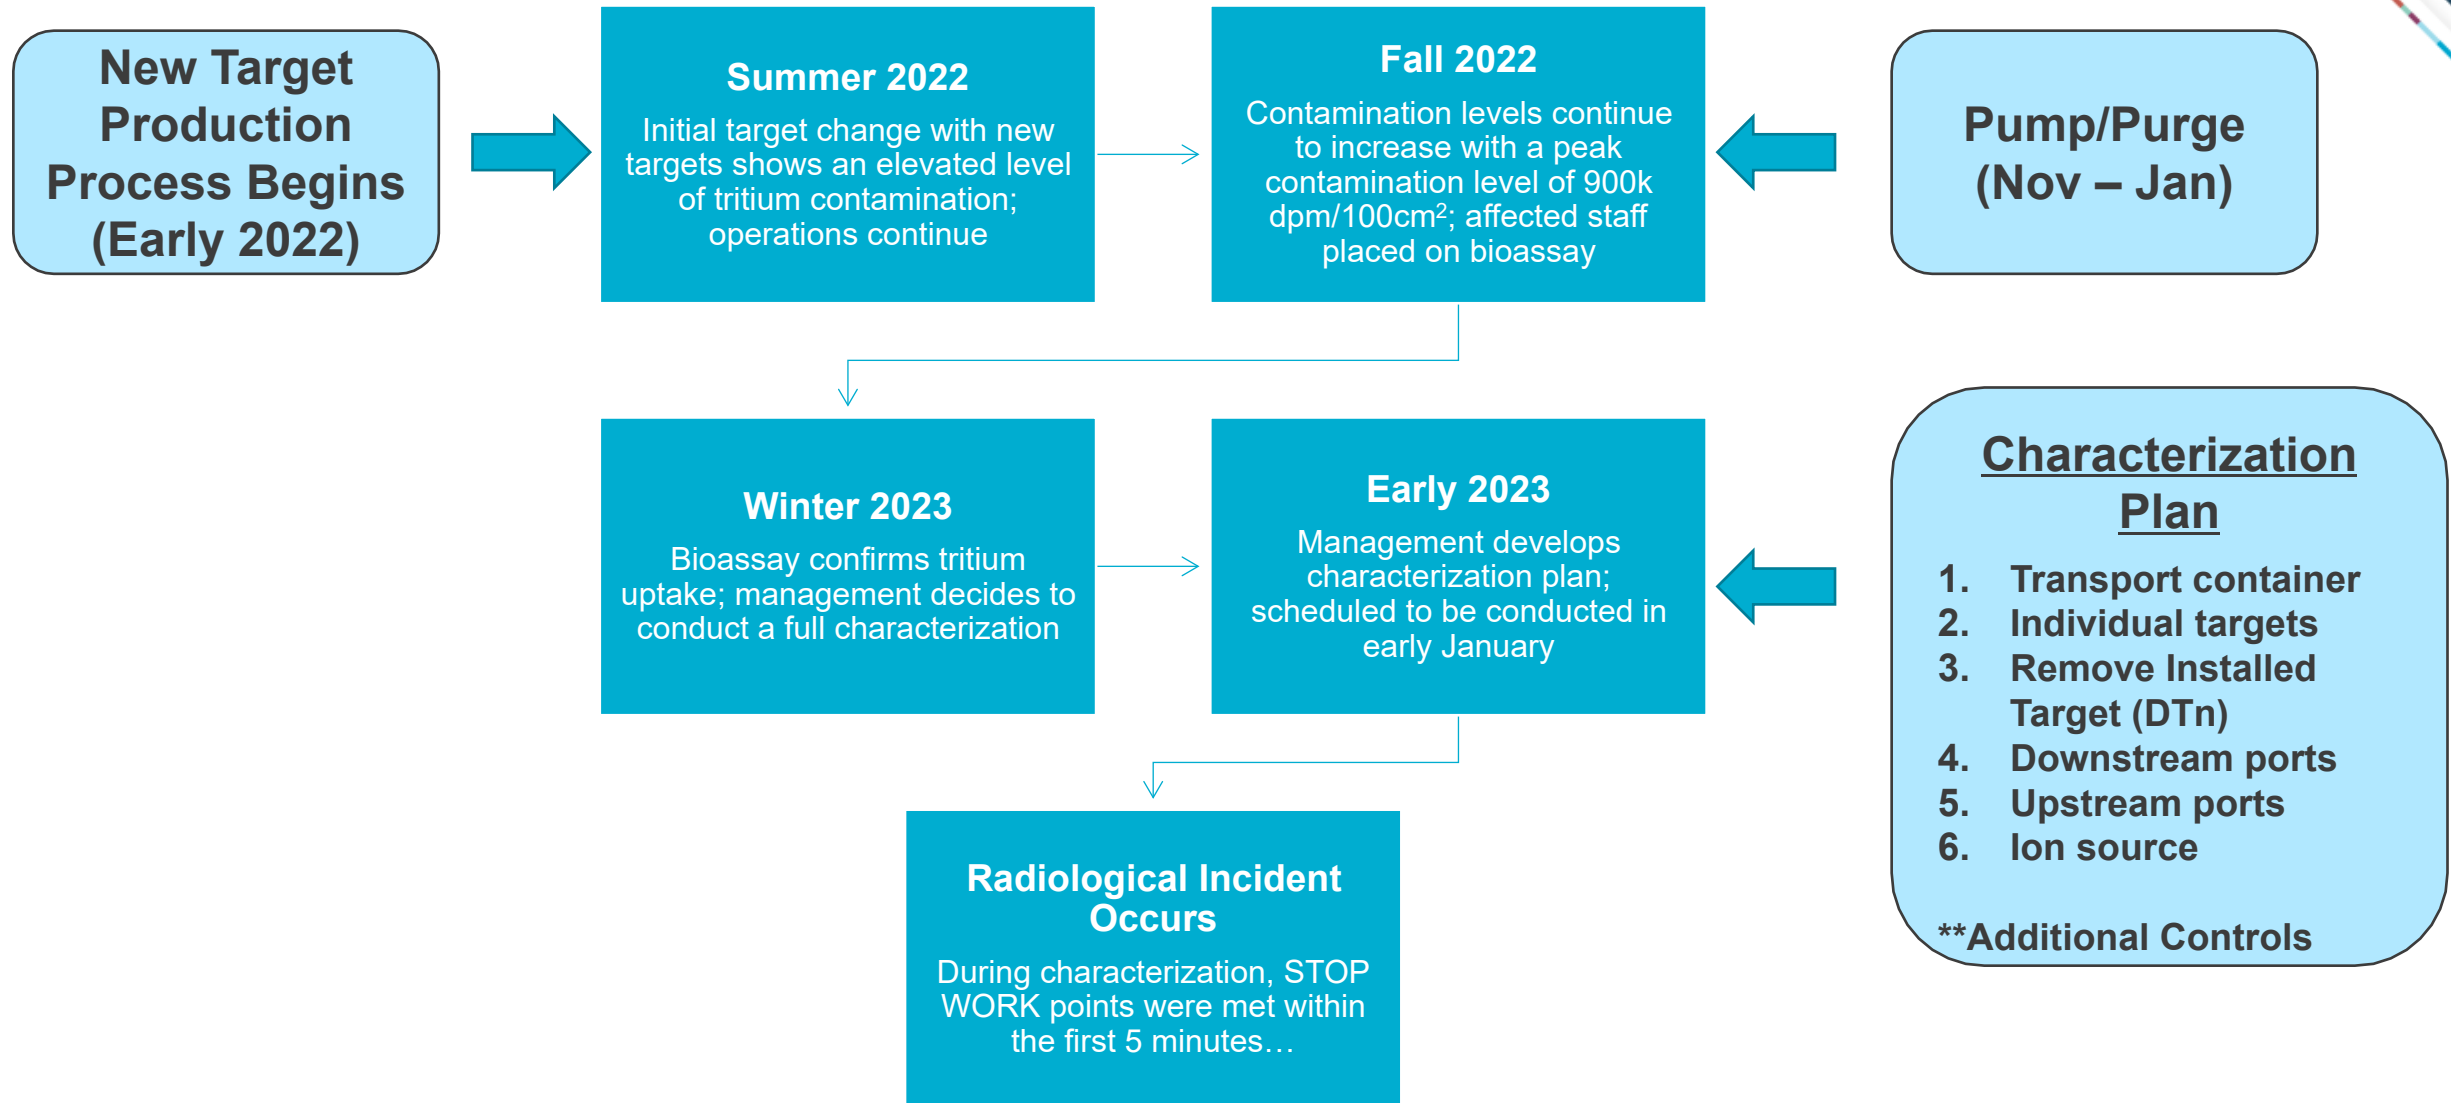 New Target
Production
Process Begins
(Early 2022)
Summer 2022
Initial target change with new
targets shows an elevated level
of tritium contamination;
operations continue
Fall 2022
Contamination levels continue
to increase with a peak
contamination level of 900k
dpm/100cm²; affected staff
placed on bioassay
Pump/Purge
(Nov – Jan)
Winter 2023
Bioassay confirms tritium
uptake; management decides to
conduct a full characterization
Early 2023
Management develops
characterization plan;
scheduled to be conducted in
early January
Characterization
Plan
1. Transport container
2. Individual targets
3. Remove Installed
Target (DTn)
4. Downstream ports
5. Upstream ports
6. Ion source
**Additional Controls
Radiological Incident
Occurs
During characterization, STOP
WORK points were met within
the first 5 minutes…